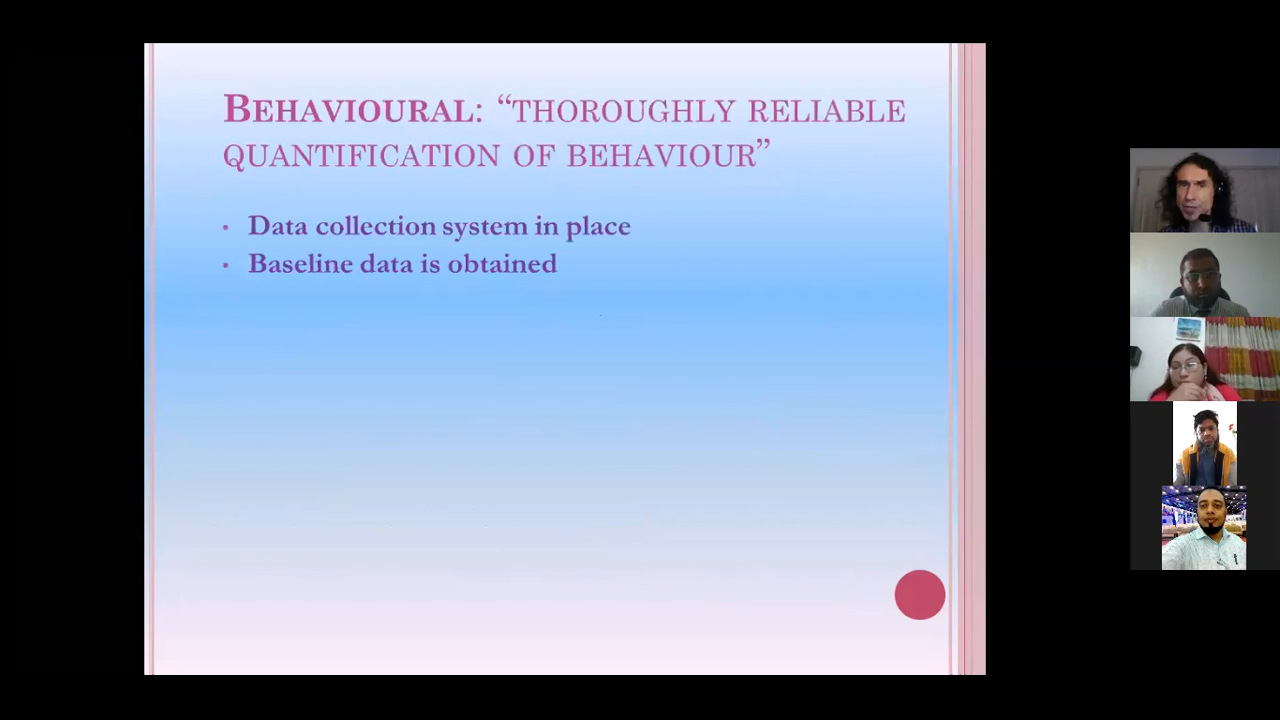 BEHAVIOURAL: “THOROUGHLY RELIABLE
QUANTIFICATION OF BEHAVIOUR”
• Data collection system in place
• Baseline data is obtained